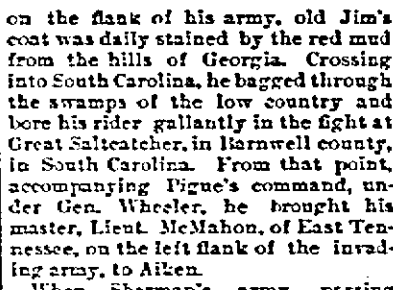 on the flank of his army, old Jim's
coat was daily stained by the red mud
from the hills of Georgia. Crossing
into South Carolina, he bagged through
the swamps of the low country and
bore his rider gallantly in the fight at
Great Saltcatcher, in Barnwell county,
in South Carolina. From that point,
accompanying Pigue's command, un-
der Gen. Wheeler, he brought his
master, Lieut. McMahon, of East Ten-
nessee, on the left flank of the invad-
ing army, to Aiken.
When Sherman's army, passing